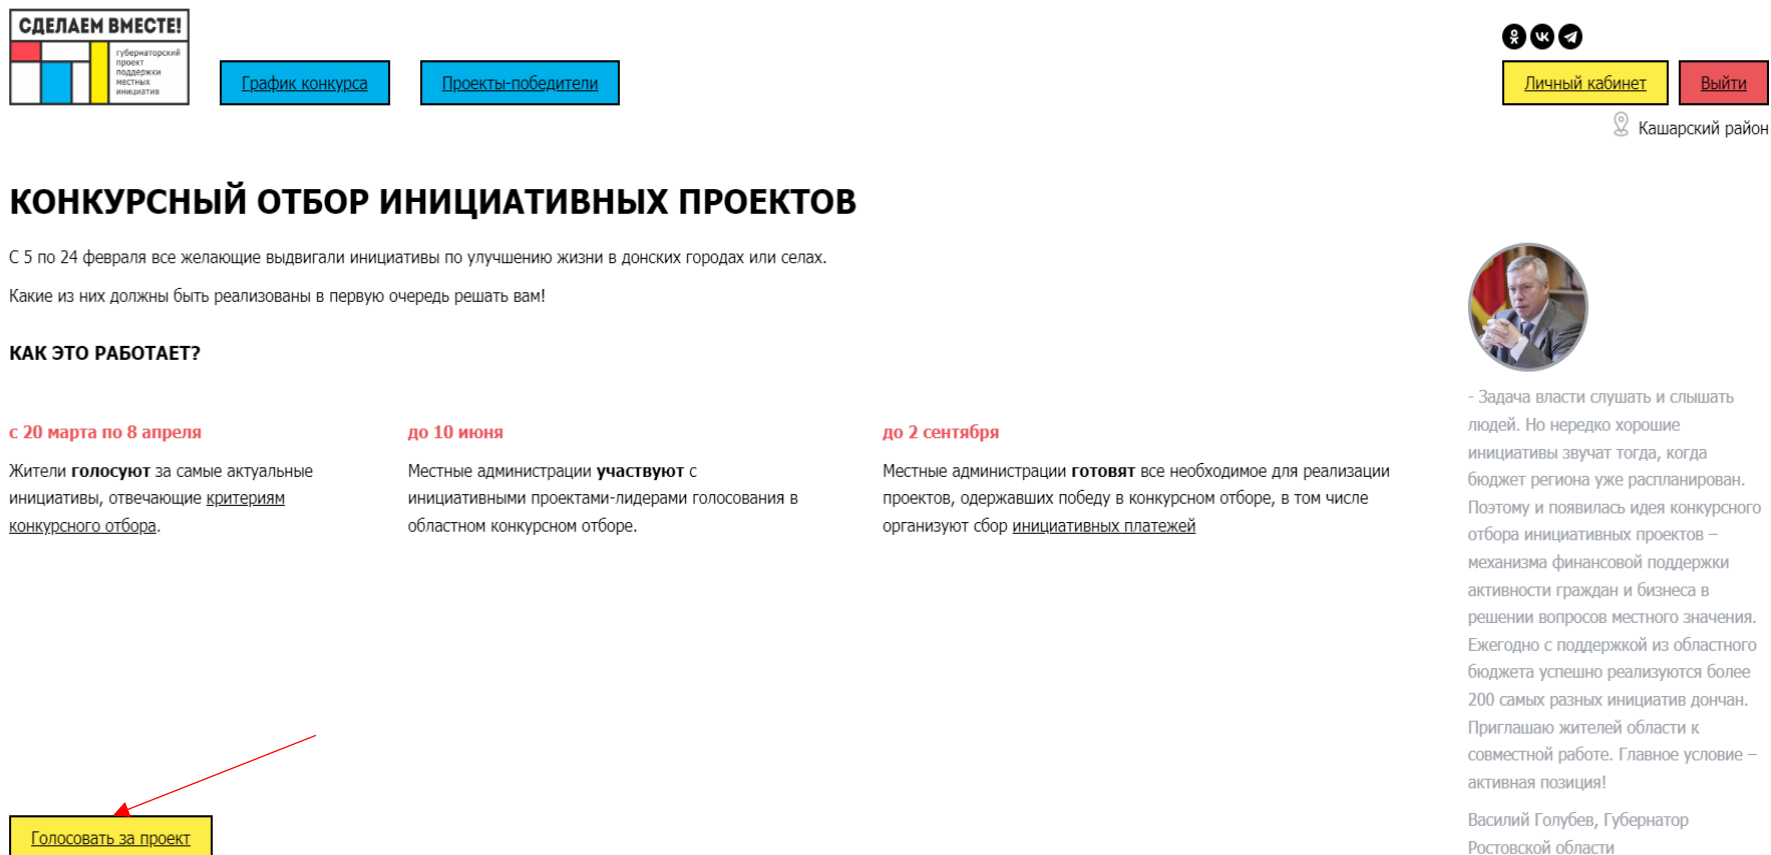 СДЕЛАЕМ ВМЕСТЕ!
губернаторский
проект
поддержки
местных
инициатив
График конкурса
Проекты-победители
Личный кабинет
Выйти
Кашарский район
КОНКУРСНЫЙ ОТБОР ИНИЦИАТИВНЫХ ПРОЕКТОВ
С 5 по 24 февраля все желающие выдвигали инициативы по улучшению жизни в донских городах или селах.
Какие из них должны быть реализованы в первую очередь решать вам!
КАК ЭТО РАБОТАЕТ?
с 20 марта по 8 апреля
Жители голосуют за самые актуальные
инициативы, отвечающие критериям
конкурсного отбора.
до 10 июня
Местные администрации участвуют с
инициативными проектами-лидерами голосования в
областном конкурсном отборе.
до 2 сентября
Местные администрации готовят все необходимое для реализации
проектов, одержавших победу в конкурсном отборе, в том числе
организуют сбор инициативных платежей
- Задача власти слушать и слышать
людей. Но нередко хорошие
инициативы звучат тогда, когда
бюджет региона уже распланирован.
Поэтому и появилась идея конкурсного
отбора инициативных проектов –
механизма финансовой поддержки
активности граждан и бизнеса в
решении вопросов местного значения.
Ежегодно с поддержкой из областного
бюджета успешно реализуются более
200 самых разных инициатив дончан.
Приглашаю жителей области к
совместной работе. Главное условие –
активная позиция!
Василий Голубев, Губернатор
Ростовской области
Голосовать за проект